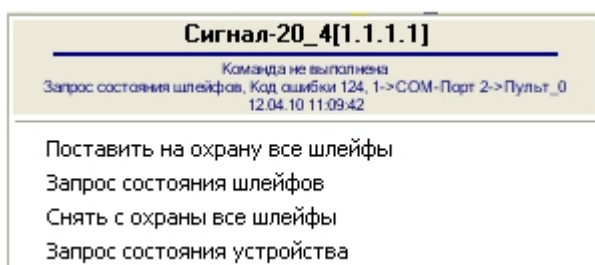 Сигнал-20_4[1.1.1.1]
Команда не выполнена
Запрос состояния шлейфов, Код ошибки 124, 1->COM-Порт 2->Пульт_0
12.04.10 11:09:42
Поставить на охрану все шлейфы
Запрос состояния шлейфов
Снять с охраны все шлейфы
Запрос состояния устройства